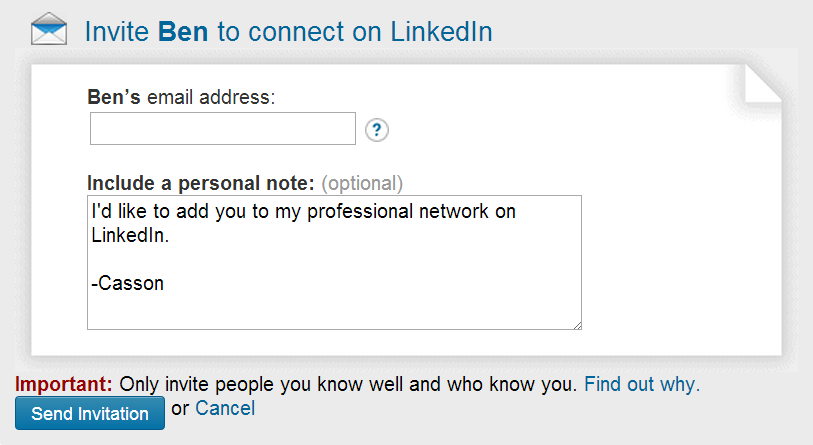 Invite Ben to connect on LinkedIn
Ben's email address:
?
Include a personal note: (optional)
I'd like to add you to my professional network on
LinkedIn.
-Casson
Important: Only invite people you know well and who know you. Find out why.
Send Invitation or Cancel